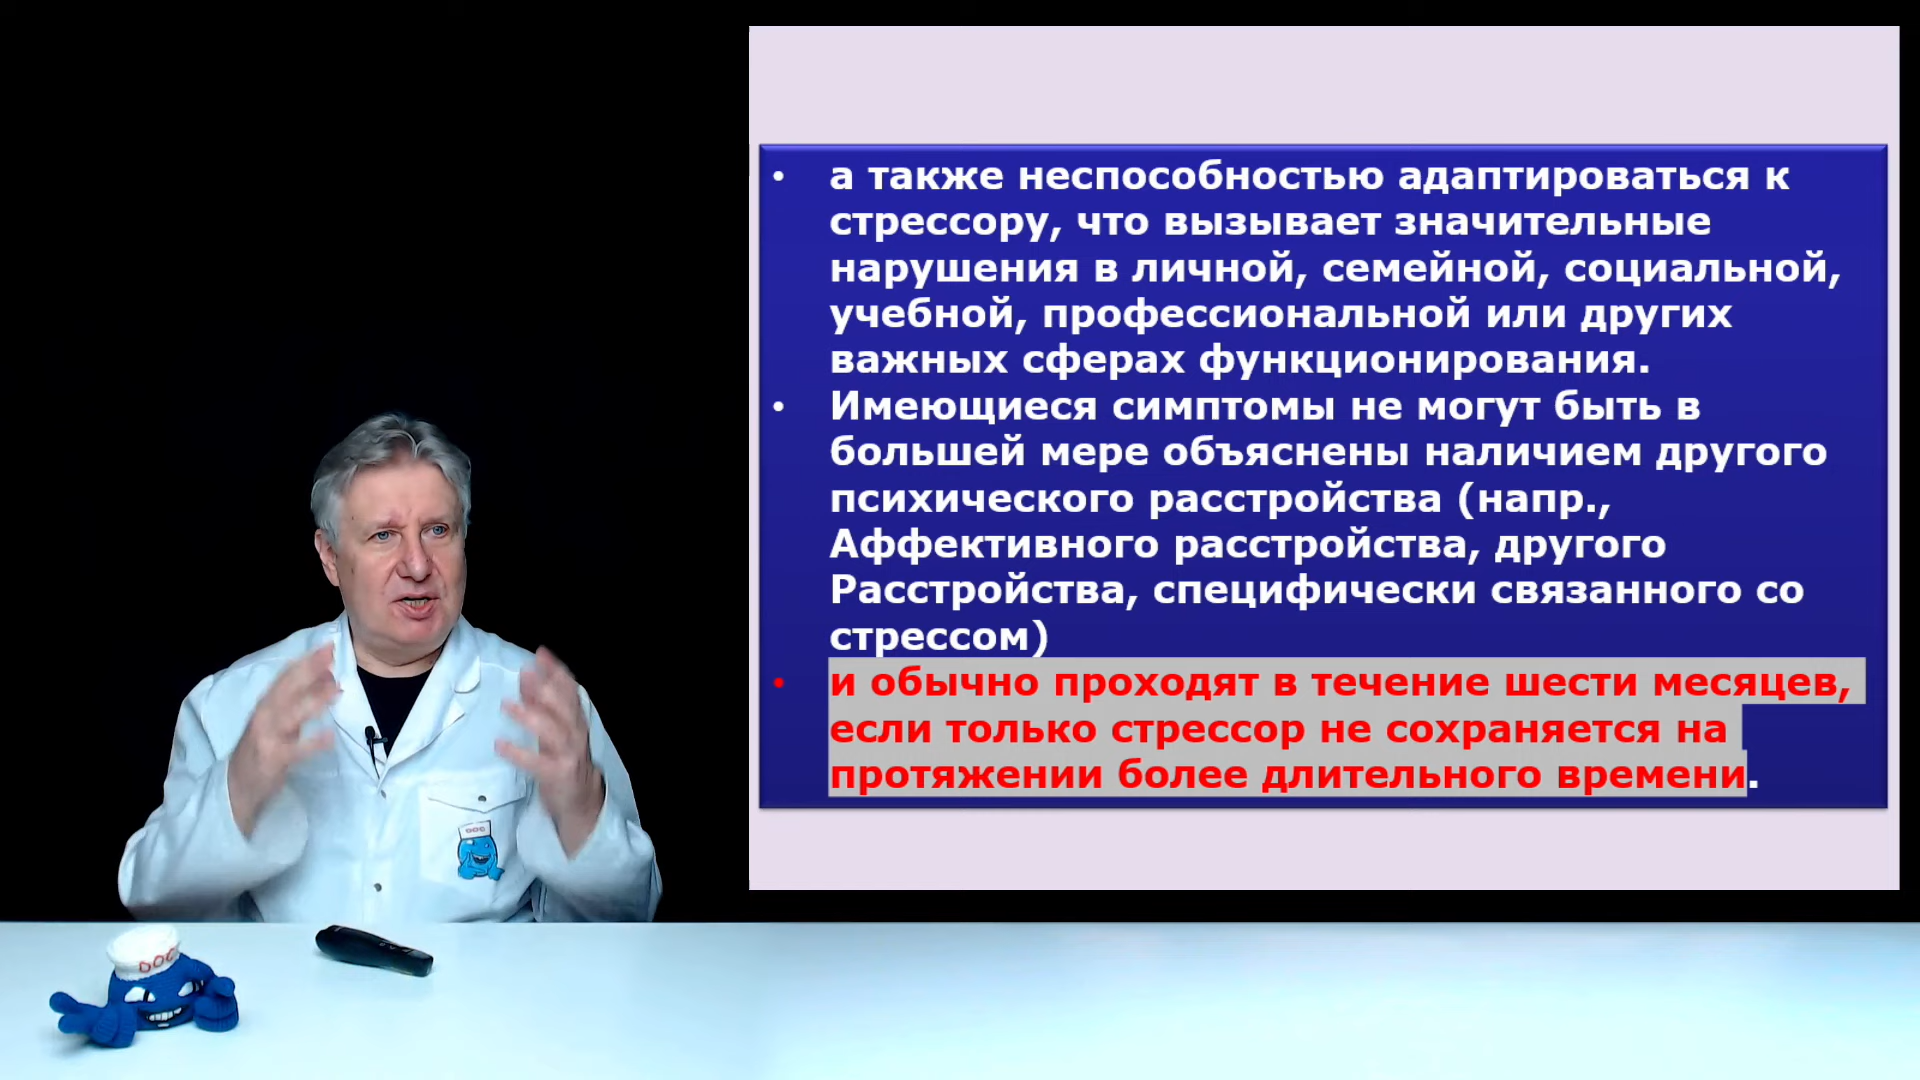 • а также неспособностью адаптироваться к
стрессору, что вызывает значительные
нарушения в личной, семейной, социальной,
учебной, профессиональной или других
важных сферах функционирования.
• Имеющиеся симптомы не могут быть в
большей мере объяснены наличием другого
психического расстройства (напр.,
Аффективного расстройства, другого
Расстройства, специфически связанного со
стрессом)
• и обычно проходят в течение шести месяцев,
если только стрессор не сохраняется на
протяжении более длительного времени.
DOC
DOC